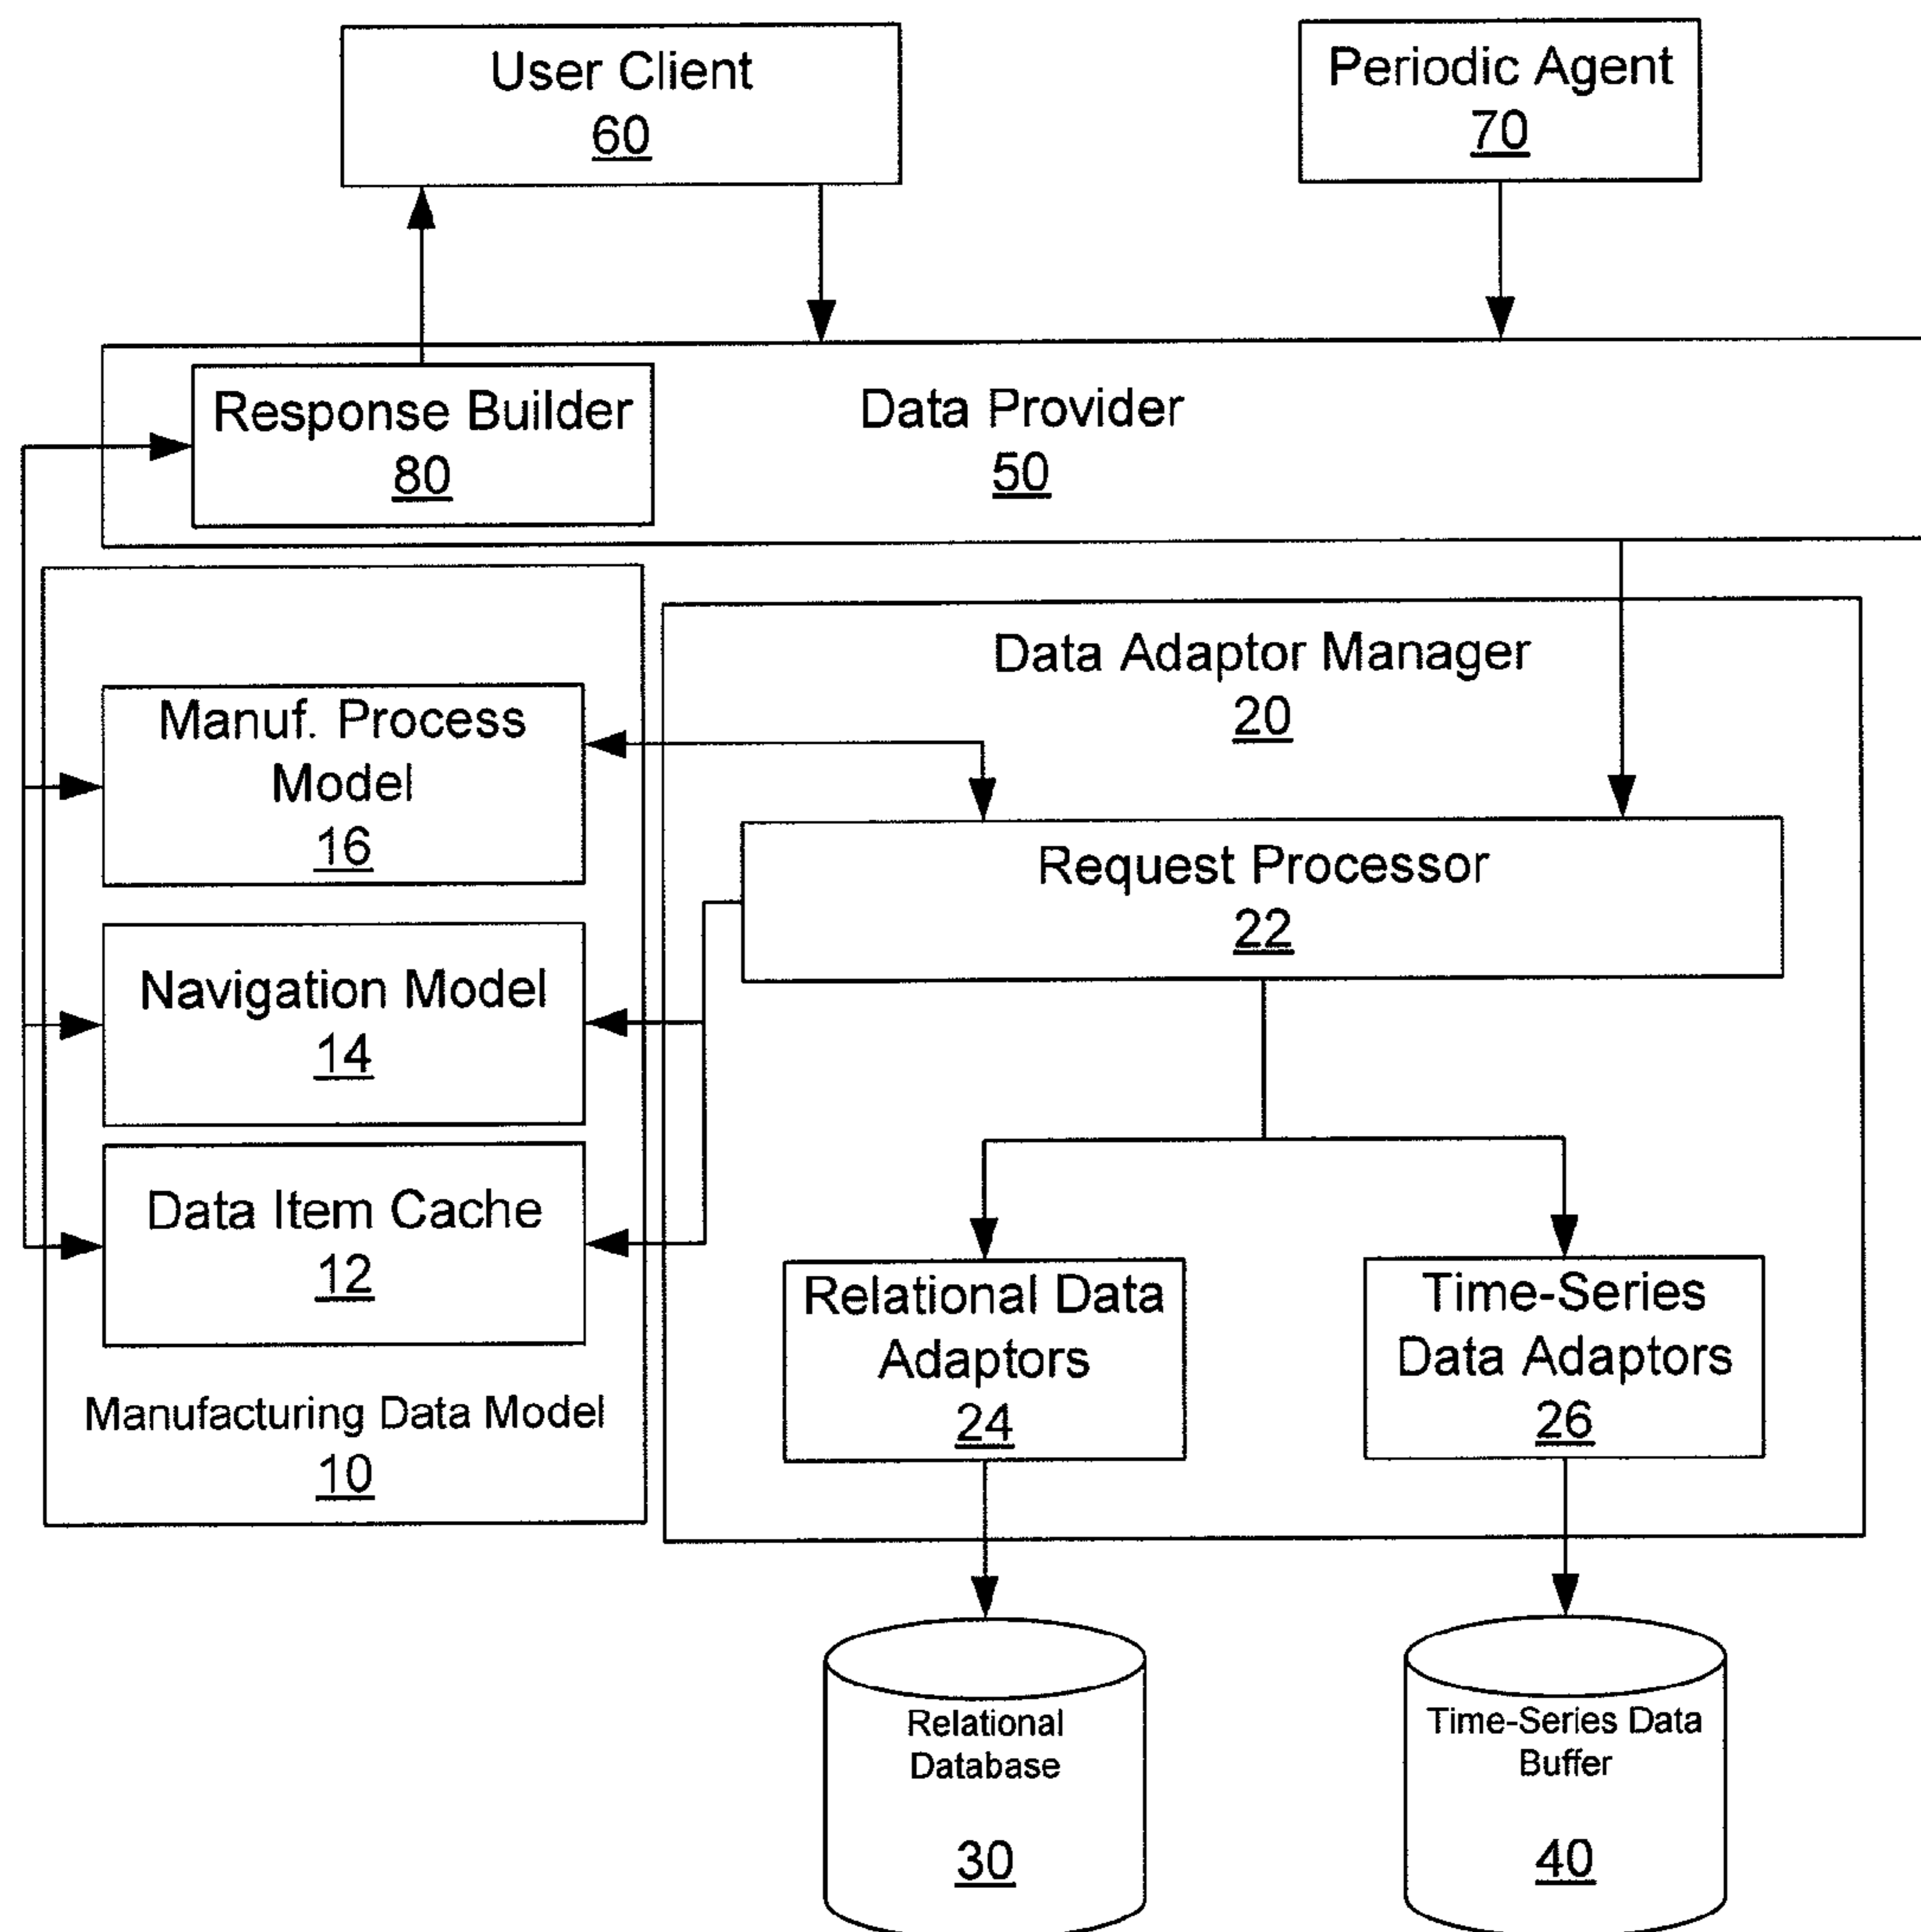 User Client
60
Periodic Agent
70
Response Builder
80
Data Provider
50
Data Adaptor Manager
20
Manuf. Process
Model
16
Request Processor
22
Navigation Model
14
Data Item Cache
12
Manufacturing Data Model
10
Relational Data
Adaptors
24
Time-Series
Data Adaptors
26
Relational
Database
30
Time-Series Data
Buffer
40